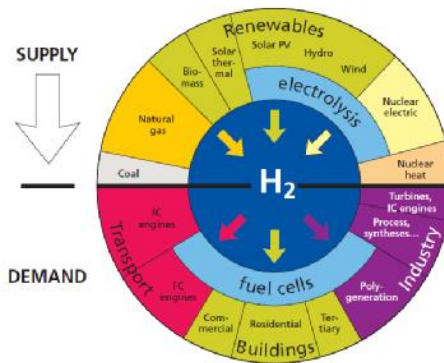 SUPPLY
Renewables
Solar PV
Hydro
Wind
Solar
ther-
mal
Bio-
mass
Natural
gas
Coal
electrolysis
Nuclear
electric
Nuclear
heat
H2
DEMAND
Transport
IC
engines
FC
engines
fuel cells
Com-
mercial
Residential
Ter-
tiary
Buildings
Turbines,
IC engines
Process,
syntheses...
Poly-
generation
Industry